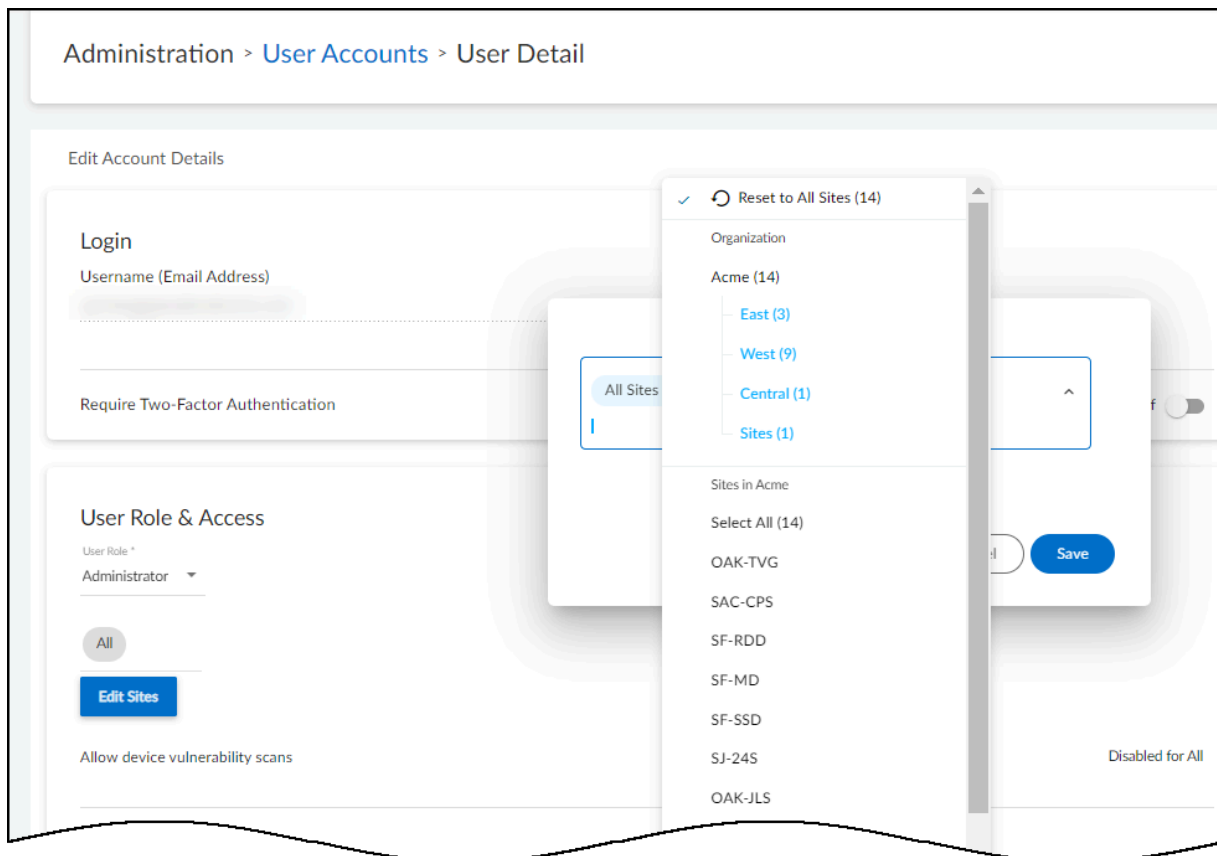 Administration > User Accounts > User Detail
Edit Account Details
Login
Username (Email Address)
Require Two-Factor Authentication
User Role & Access
User Role *
Administrator
All
Edit Sites
Allow device vulnerability scans
Disabled for All
All Sites
Save
Reset to All Sites (14)
Organization
Acme (14)
East (3)
West (9)
Central (1)
Sites (1)
Sites in Acme
Select All (14)
OAK-TVG
SAC-CPS
SF-RDD
SF-MD
SF-SSD
SJ-24S
OAK-JLS